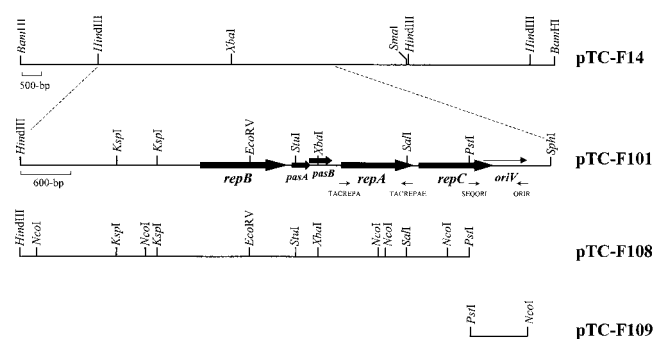 BamHI HindIII XbaI SmaI HindIII HindIII BamHI
pTC-F14
500-bp
HindIII KspI KspI EcoRV StuI XbaI SalI PstI SphI
pTC-F101
600-bp
repB pasA pasB repA repC oriV
TACREPA TACREPAE SEQORI ORIR
HindIII NcoI KspI NcoI KspI EcoRV StuI XbaI NcoI NcoI SalI NcoI PstI
pTC-F108
PstI NcoI
pTC-F109